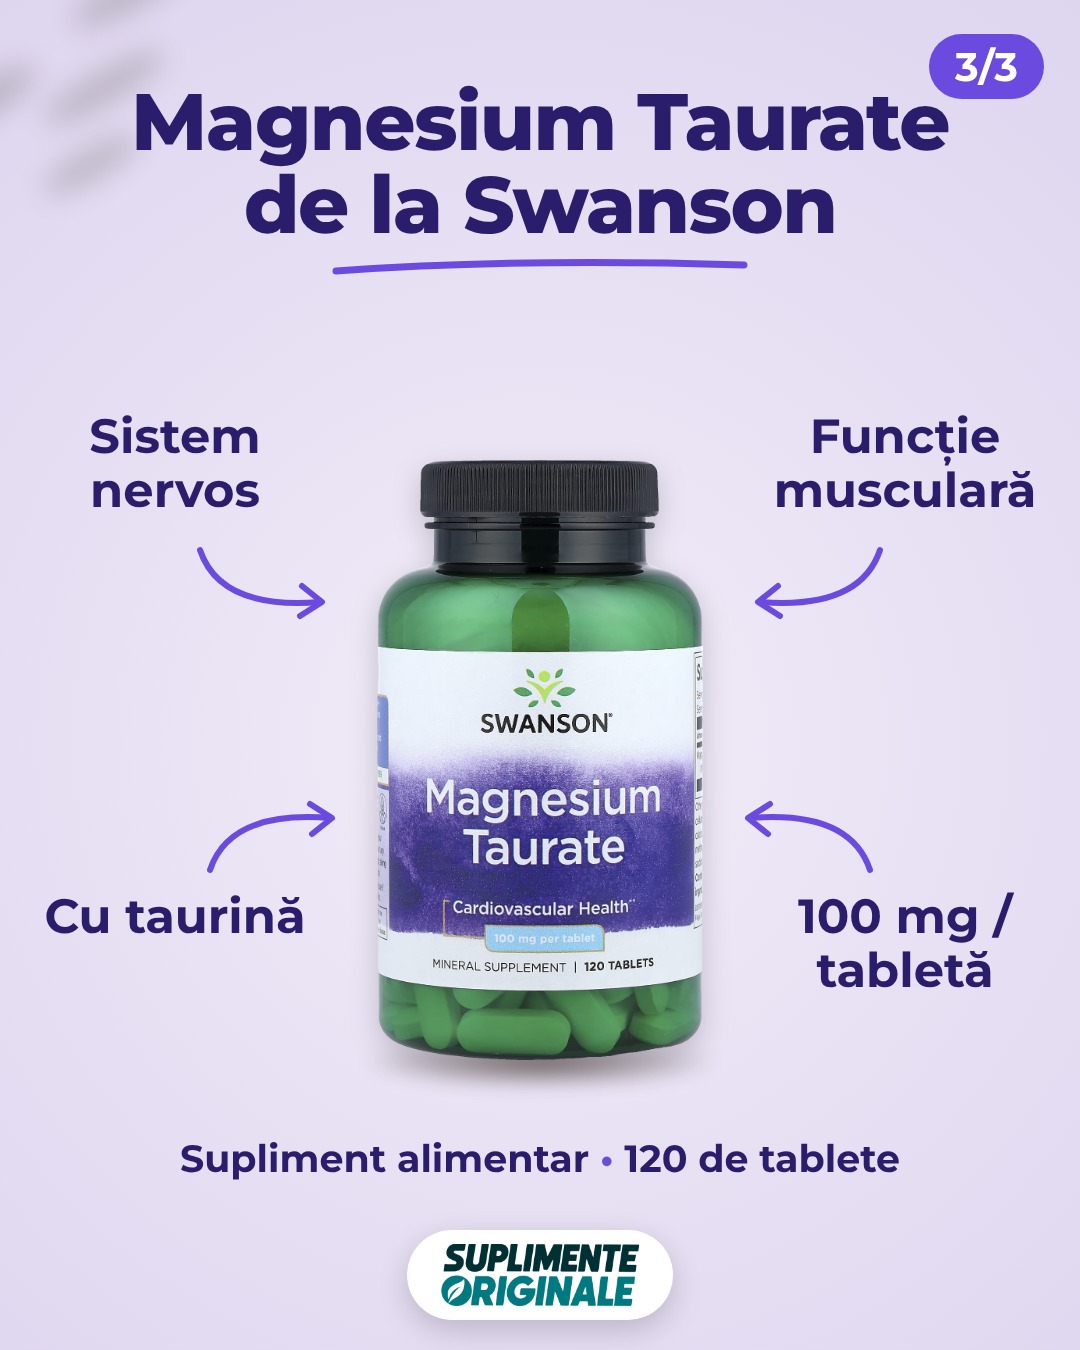 3/3
Magnesium Taurate
de la Swanson
Sistem
nervos
Funcție
musculară
SWANSON®
Magnesium
Taurate
Cardiovascular Health
100 mg per tablet
MINERAL SUPPLEMENT | 120 TABLETS
Cu taurină
100 mg /
tabletă
Supliment alimentar • 120 de tablete
SUPLIMENTE
ORIGINALE